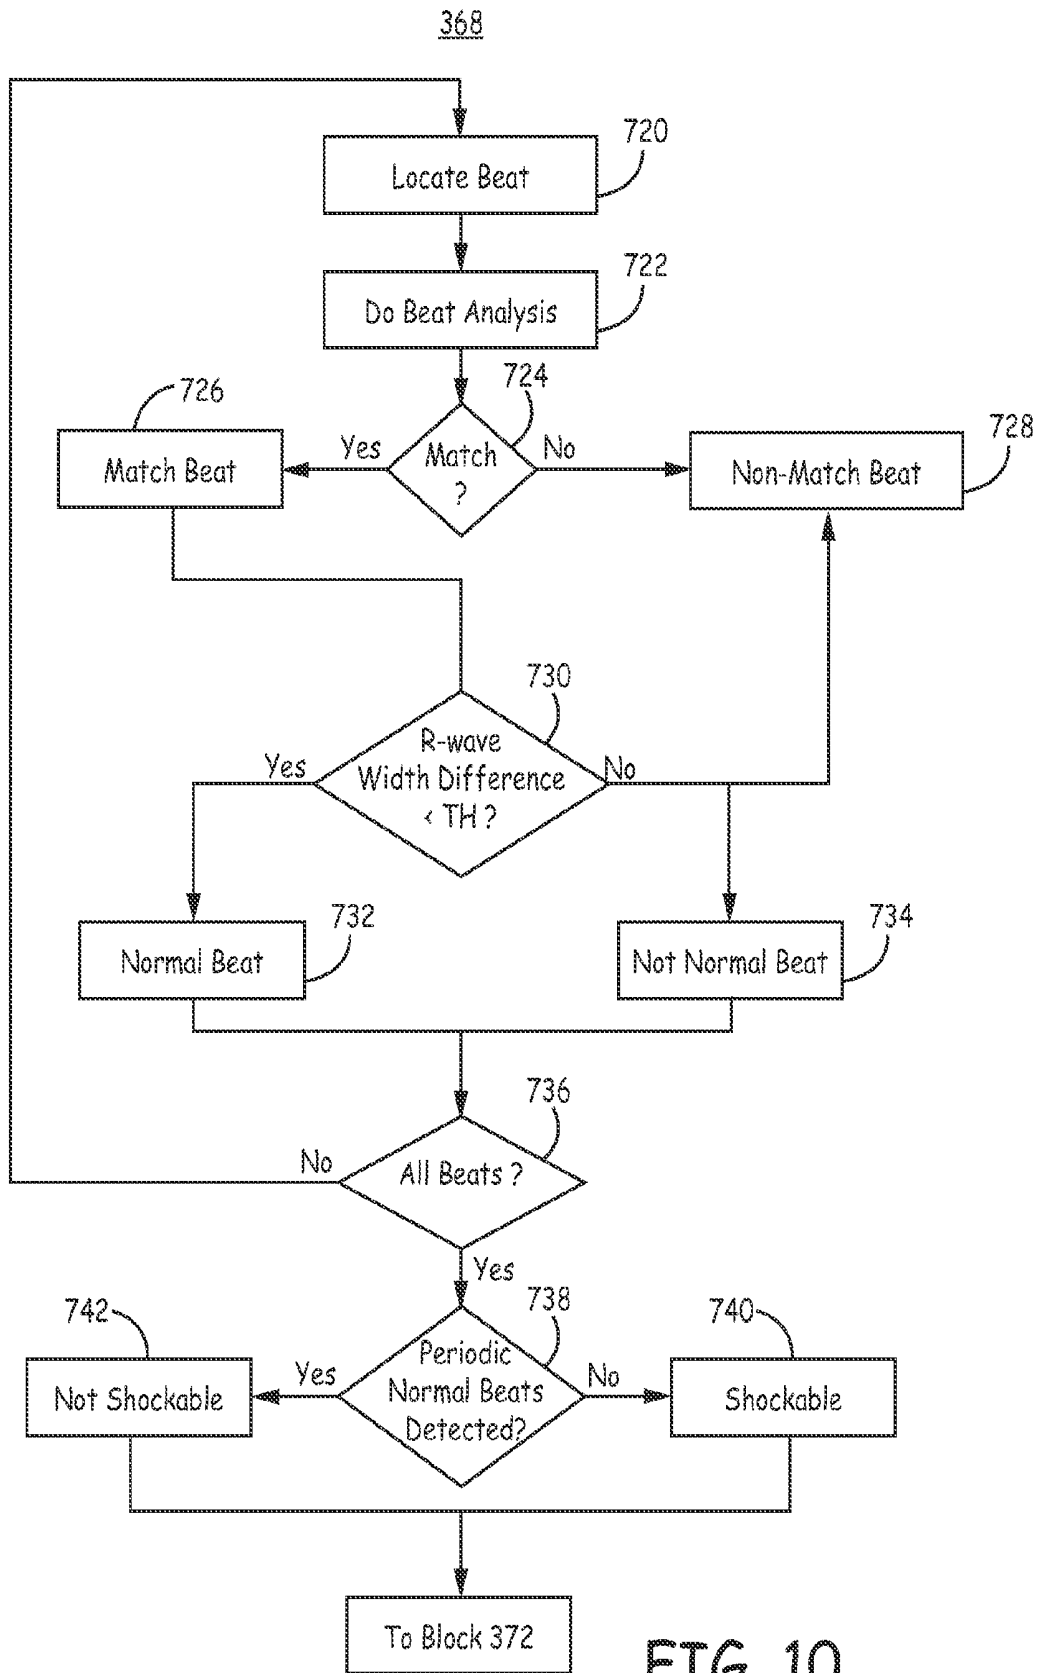 368
720
Locate Beat
722
Do Beat Analysis
724
726
Yes
Match
?
No
728
Match Beat
Non-Match Beat
730
R-wave
Width Difference
< TH ?
Yes
No
732
Normal Beat
734
Not Normal Beat
736
All Beats ?
No
Yes
738
742
740
Periodic
Normal Beats
Detected?
Yes
No
Not Shockable
Shockable
To Block 372
FIG. 10